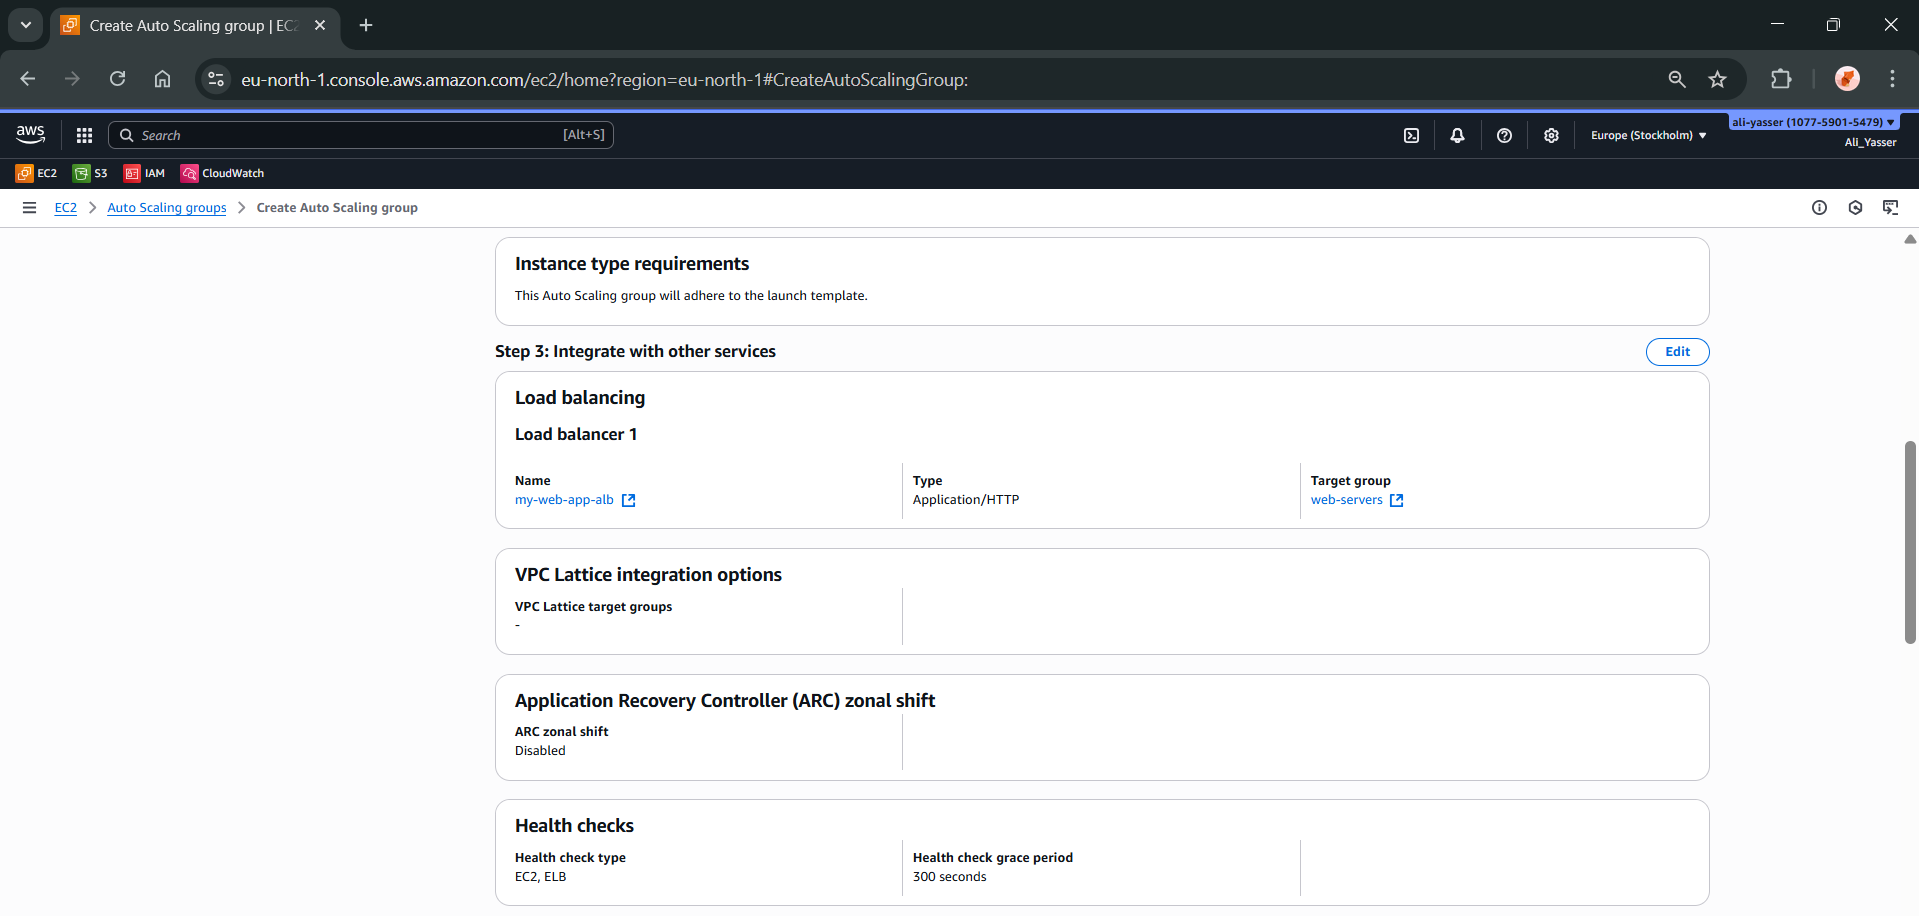 Create Auto Scaling group | EC2
eu-north-1.console.aws.amazon.com/ec2/home?region=eu-north-1#CreateAutoScalingGroup:
aws
Search
[Alt+S]
Europe (Stockholm)
ali-yasser (1077-5901-5479)
Ali_Yasser
EC2
S3
IAM
CloudWatch
EC2
Auto Scaling groups
Create Auto Scaling group
Instance type requirements
This Auto Scaling group will adhere to the launch template.
Step 3: Integrate with other services
Edit
Load balancing
Load balancer 1
Name
my-web-app-alb
Type
Application/HTTP
Target group
web-servers
VPC Lattice integration options
VPC Lattice target groups
-
Application Recovery Controller (ARC) zonal shift
ARC zonal shift
Disabled
Health checks
Health check type
EC2, ELB
Health check grace period
300 seconds